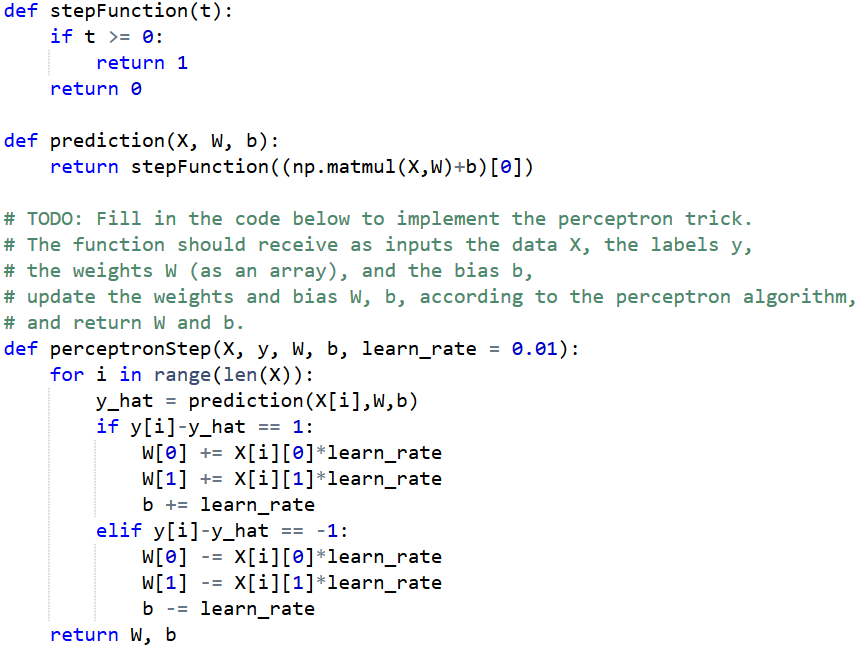 def stepFunction(t):
    if t >= 0:
        return 1
    return 0

def prediction(X, W, b):
    return stepFunction((np.matmul(X,W)+b)[0])

# TODO: Fill in the code below to implement the perceptron trick.
# The function should receive as inputs the data X, the labels y,
# the weights W (as an array), and the bias b,
# update the weights and bias W, b, according to the perceptron algorithm,
# and return W and b.
def perceptronStep(X, y, W, b, learn_rate = 0.01):
    for i in range(len(X)):
        y_hat = prediction(X[i],W,b)
        if y[i]-y_hat == 1:
            W[0] += X[i][0]*learn_rate
            W[1] += X[i][1]*learn_rate
            b += learn_rate
        elif y[i]-y_hat == -1:
            W[0] -= X[i][0]*learn_rate
            W[1] -= X[i][1]*learn_rate
            b -= learn_rate
    return W, b